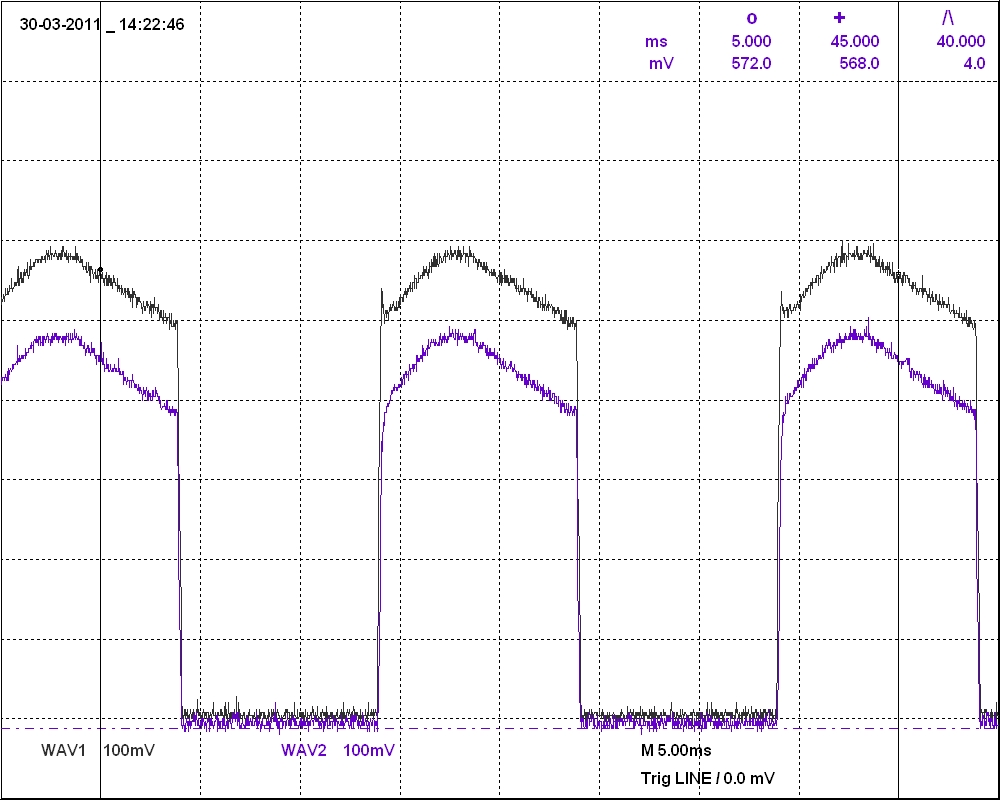 30-03-2011 _ 14:22:46
o + /\
ms 5.000 45.000 40.000
mV 572.0 568.0 4.0
WAV1 100mV WAV2 100mV M 5.00ms
Trig LINE / 0.0 mV